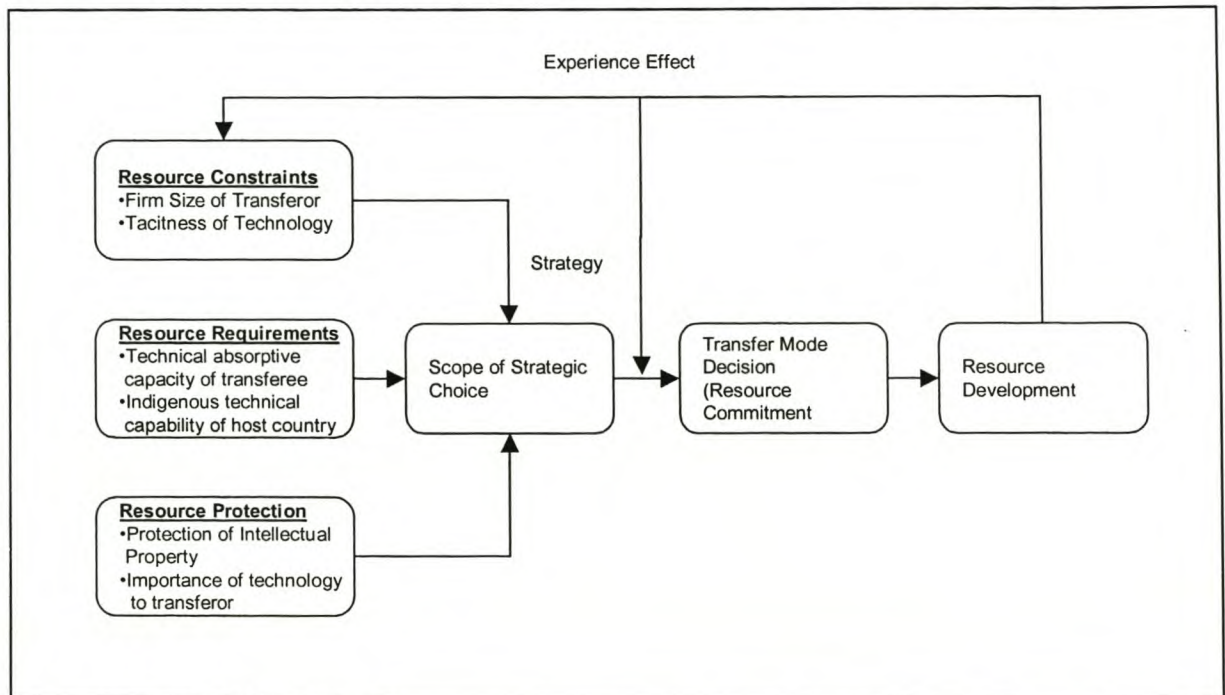 Experience Effect
Resource Constraints
•Firm Size of Transferor
•Tacitness of Technology
Strategy
Resource Requirements
•Technical absorptive
capacity of transferee
•Indigenous technical
capability of host country
Scope of Strategic
Choice
Transfer Mode
Decision
(Resource
Commitment
Resource
Development
Resource Protection
•Protection of Intellectual
Property
•Importance of technology
to transferor